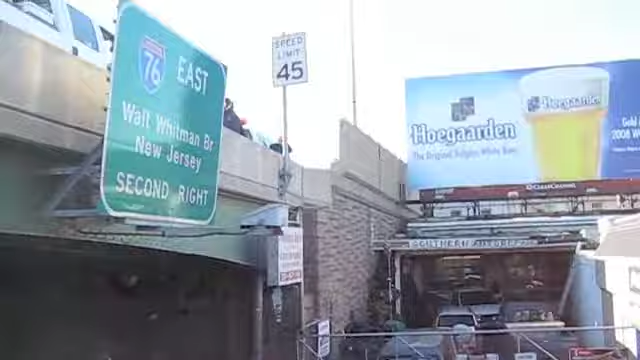 76
EAST
Walt Whitman Br
New Jersey
SECOND RIGHT
SPEED
LIMIT
45
Hoegaarden
The Original Belgian White Beer.
Hoegaarden
Gold
2008 W
CLEAR CHANNEL
SOUTHERN AUTO